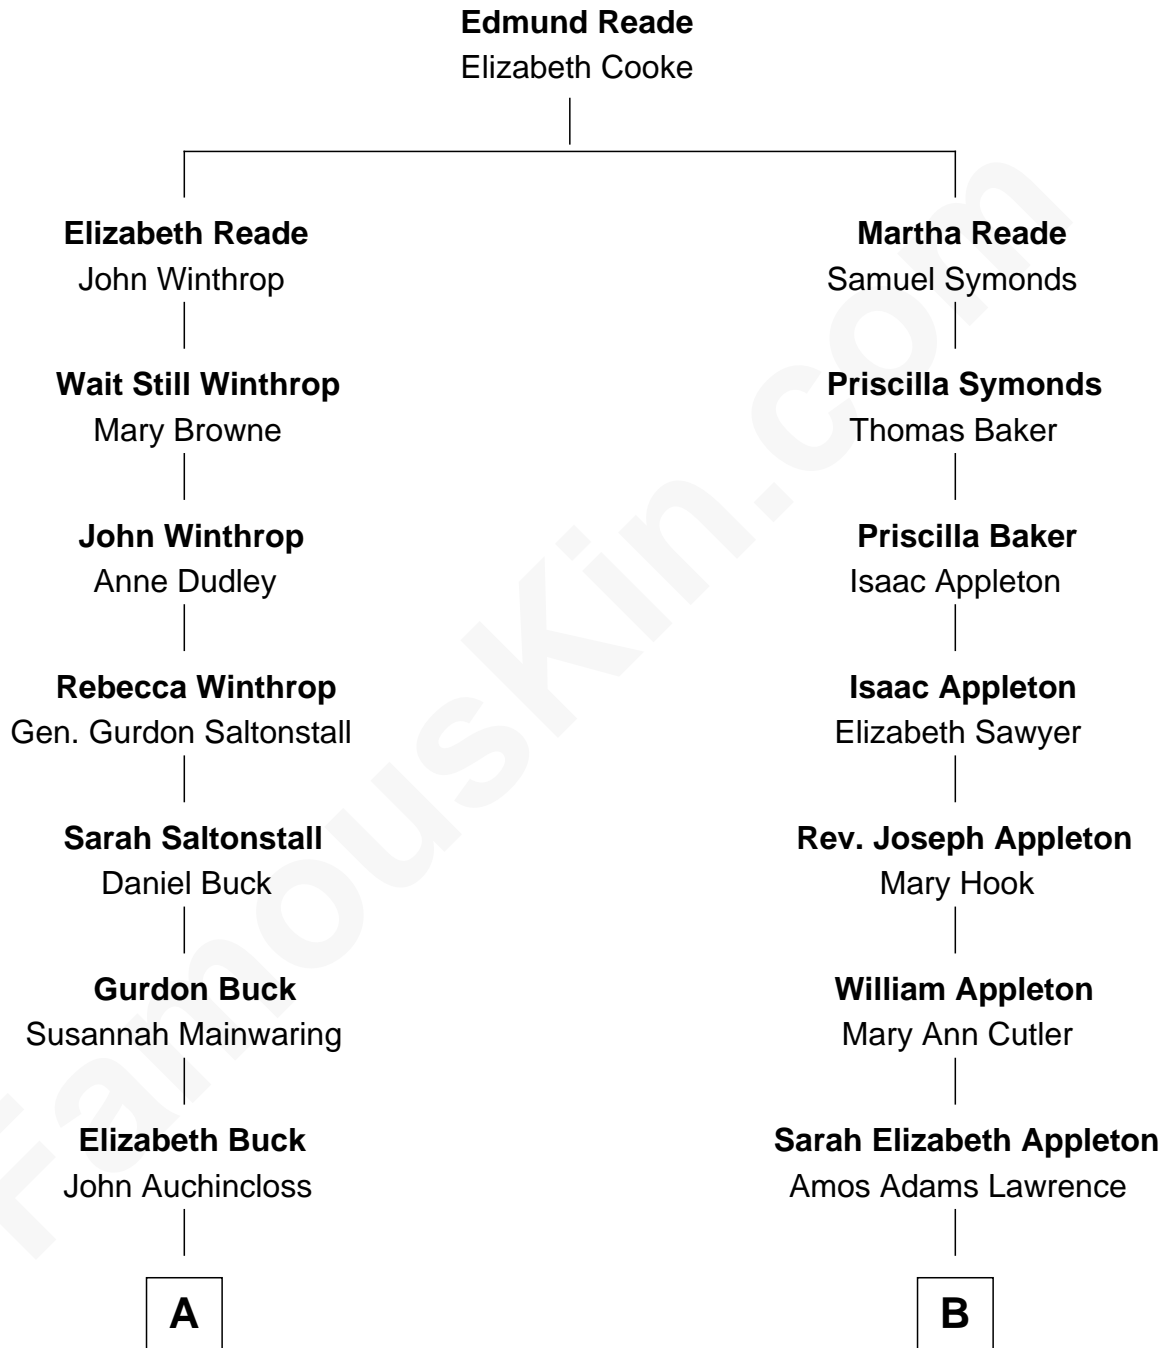 Edmund Reade
Elizabeth Cooke
Elizabeth Reade
John Winthrop
Martha Reade
Samuel Symonds
Wait Still Winthrop
Mary Browne
Priscilla Symonds
Thomas Baker
John Winthrop
Anne Dudley
Priscilla Baker
Isaac Appleton
Rebecca Winthrop
Gen. Gurdon Saltonstall
Isaac Appleton
Elizabeth Sawyer
Sarah Saltonstall
Daniel Buck
Rev. Joseph Appleton
Mary Hook
Gurdon Buck
Susannah Mainwaring
William Appleton
Mary Ann Cutler
Elizabeth Buck
John Auchincloss
Sarah Elizabeth Appleton
Amos Adams Lawrence
A
B
FamousKin.com